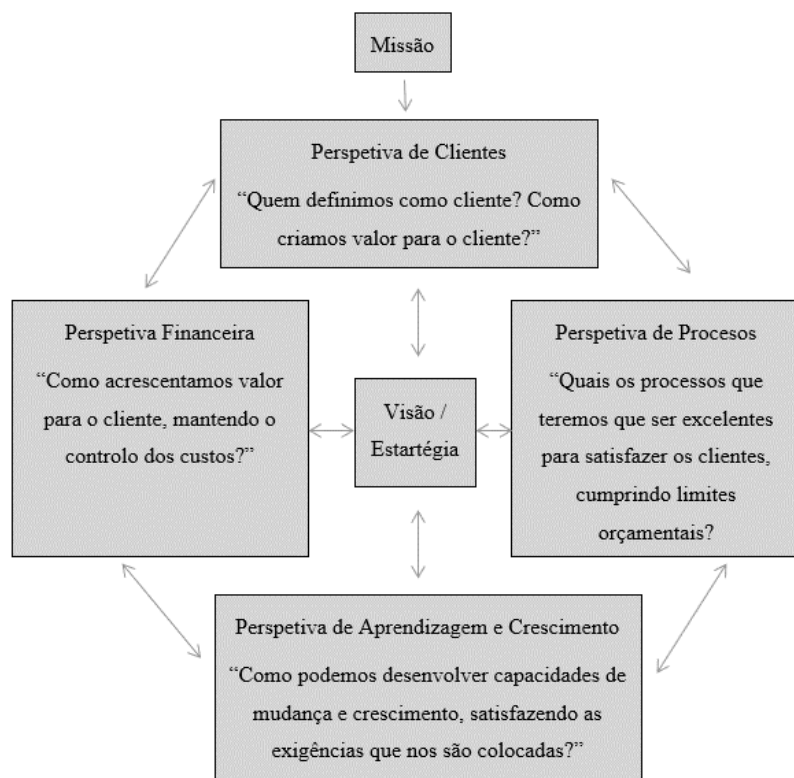 Missão
Perspetiva de Clientes
“Quem definimos como cliente? Como
criamos valor para o cliente?”
Perspetiva Financeira
“Como acrescentamos valor
para o cliente, mantendo o
controlo dos custos?”
Visão /
Estartégia
Perspetiva de Procesos
“Quais os processos que
teremos que ser excelentes
para satisfazer os clientes,
cumprindo limites
orçamentais?
Perspetiva de Aprendizagem e Crescimento
“Como podemos desenvolver capacidades de
mudança e crescimento, satisfazendo as
exigências que nos são colocadas?”